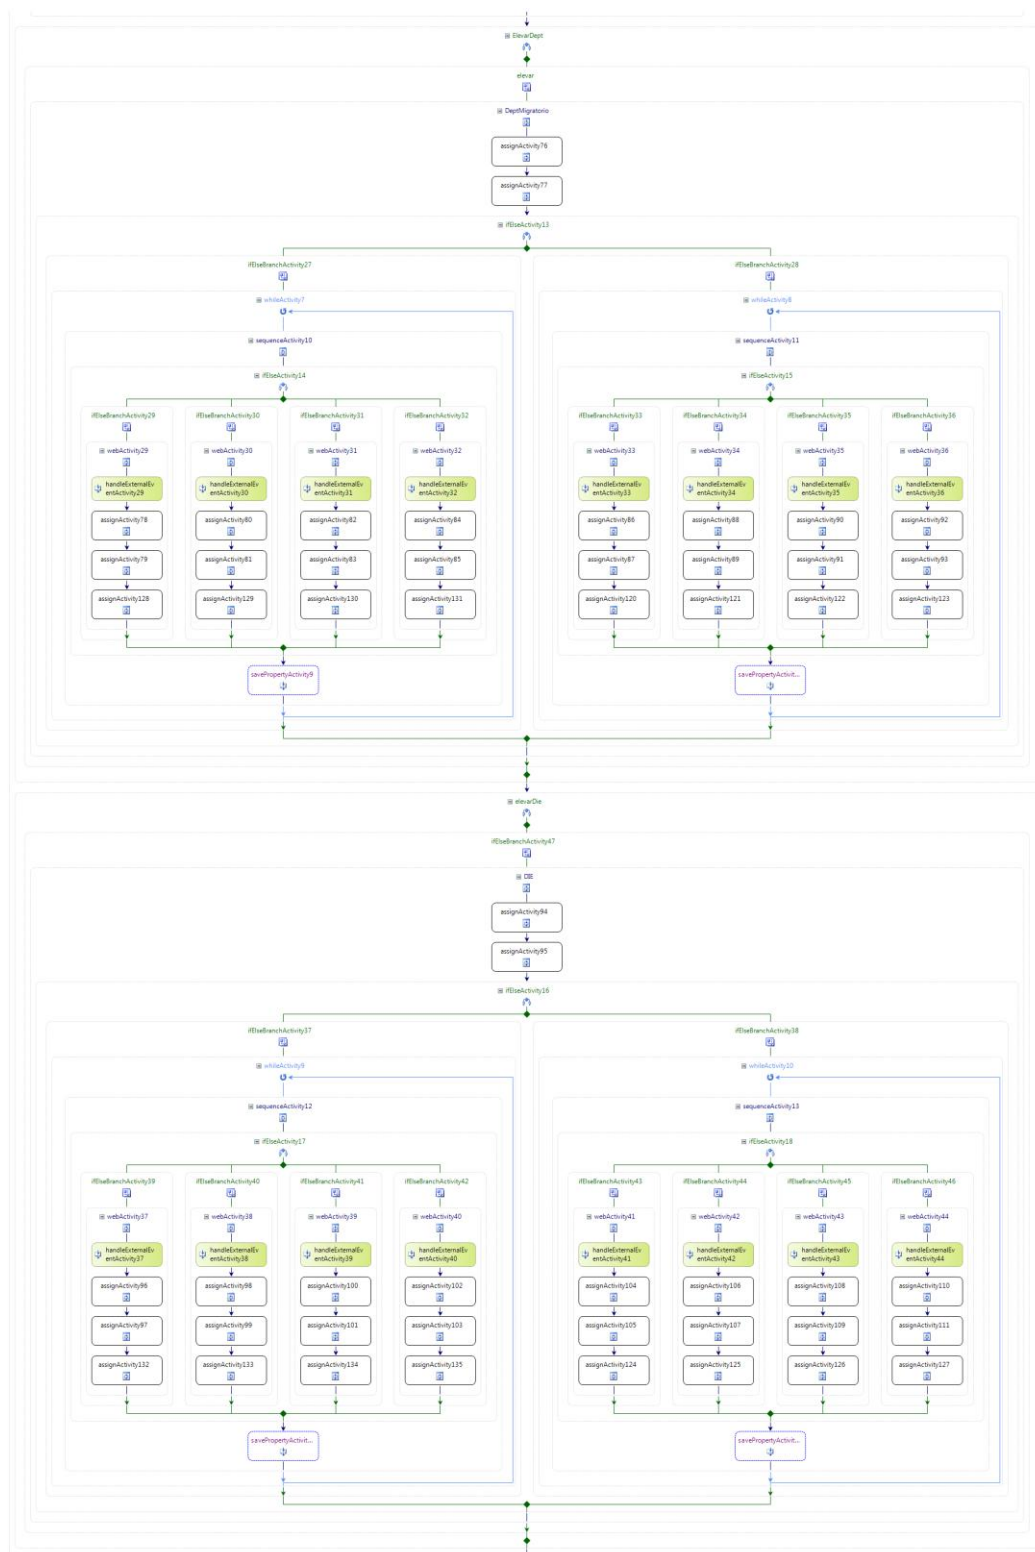 ElevarDept
elevar
DeptMigratorio
assignActivity76
assignActivity77
ifElseActivity13
ifElseBranchActivity27 ifElseBranchActivity28
whileActivity7 whileActivity8
sequenceActivity10 sequenceActivity11
ifElseActivity14 ifElseActivity15
ifElseBranchActivity29 ifElseBranchActivity30 ifElseBranchActivity31 ifElseBranchActivity32 ifElseBranchActivity33 ifElseBranchActivity34 ifElseBranchActivity35 ifElseBranchActivity36
webActivity29 webActivity30 webActivity31 webActivity32 webActivity33 webActivity34 webActivity35 webActivity36
handleExternalEv handleExternalEv handleExternalEv handleExternalEv handleExternalEv handleExternalEv handleExternalEv handleExternalEv
entActivity29 entActivity30 entActivity31 entActivity32 entActivity33 entActivity34 entActivity35 entActivity36
assignActivity78 assignActivity80 assignActivity82 assignActivity84 assignActivity86 assignActivity88 assignActivity90 assignActivity92
assignActivity79 assignActivity81 assignActivity83 assignActivity85 assignActivity87 assignActivity89 assignActivity91 assignActivity93
assignActivity128 assignActivity129 assignActivity130 assignActivity131 assignActivity120 assignActivity121 assignActivity122 assignActivity123
savePropertyActivity9 savePropertyActivit...
elevarDie
ifElseBranchActivity47
DIE
assignActivity94
assignActivity95
ifElseActivity16
ifElseBranchActivity37 ifElseBranchActivity38
whileActivity9 whileActivity10
sequenceActivity12 sequenceActivity13
ifElseActivity17 ifElseActivity18
ifElseBranchActivity39 ifElseBranchActivity40 ifElseBranchActivity41 ifElseBranchActivity42 ifElseBranchActivity43 ifElseBranchActivity44 ifElseBranchActivity45 ifElseBranchActivity46
webActivity37 webActivity38 webActivity39 webActivity40 webActivity41 webActivity42 webActivity43 webActivity44
handleExternalEv handleExternalEv handleExternalEv handleExternalEv handleExternalEv handleExternalEv handleExternalEv handleExternalEv
entActivity37 entActivity38 entActivity39 entActivity40 entActivity41 entActivity42 entActivity43 entActivity44
assignActivity96 assignActivity98 assignActivity100 assignActivity102 assignActivity104 assignActivity106 assignActivity108 assignActivity110
assignActivity97 assignActivity99 assignActivity101 assignActivity103 assignActivity105 assignActivity107 assignActivity109 assignActivity111
assignActivity132 assignActivity133 assignActivity134 assignActivity135 assignActivity124 assignActivity125 assignActivity126 assignActivity127
savePropertyActivit... savePropertyActivit...